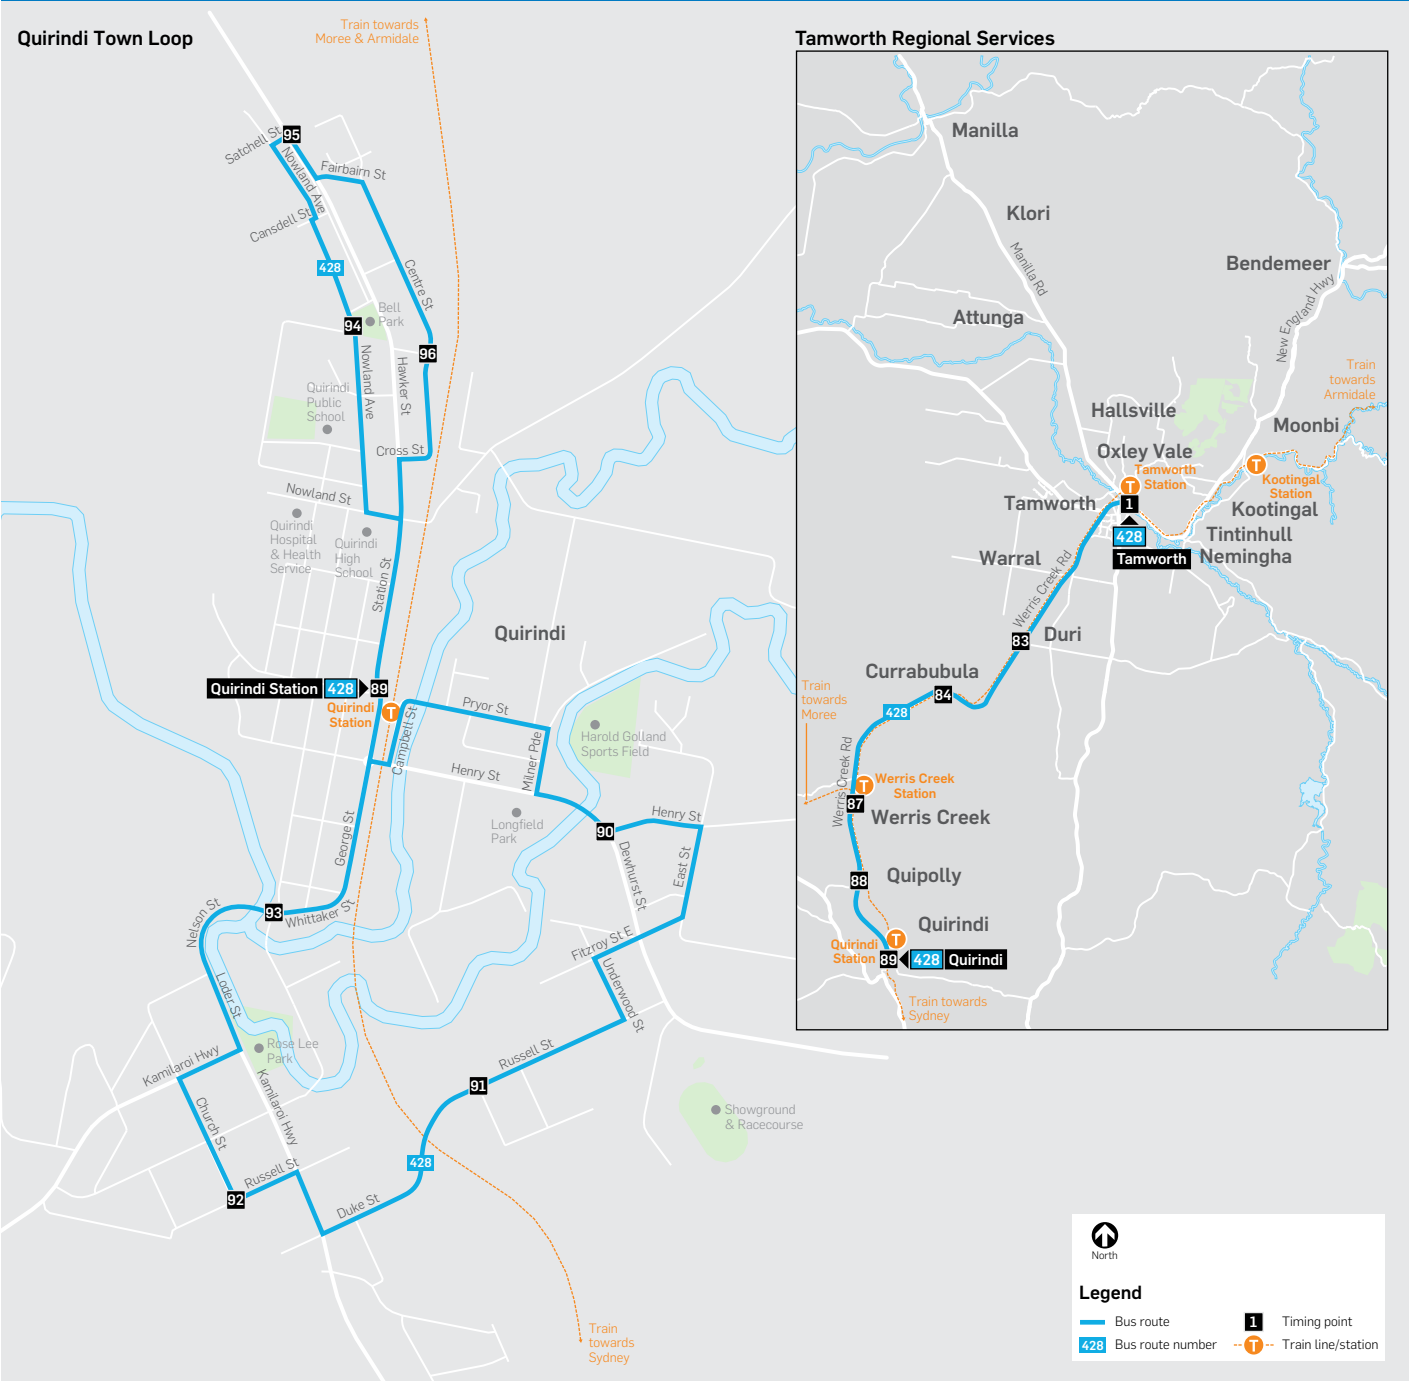 Quirindi Town Loop
Train towards
Moree & Armidale
Satchell St
95
Nowland Ave
Fairbairn St
Cansdell St
428
Centre St
Bell
Park
94
96
Nowland Ave
Hawker St
Quirindi
Public
School
Cross St
Nowland St
Quirindi
Hospital
& Health
Service
Quirindi
High
School
Station St
Quirindi
Quirindi Station
428
89
Quirindi
Station
T
Campbell St
Pryor St
Milner Pde
Harold Golland
Sports Field
Henry St
Longfield
Park
90
Henry St
George St
Dewhurst St
East St
Nelson St
93
Whittaker St
Fitzroy St E
Underwood St
Loder St
Rose Lee
Park
Kamilaroi Hwy
Kamilaroi Hwy
Russell St
91
Church St
Showground
& Racecourse
428
Russell St
92
Duke St
Train
towards
Sydney
Tamworth Regional Services
Manilla
Klori
Manilla Rd
Bendemeer
New England Hwy
Attunga
Train
towards
Armidale
Hallsville
Moonbi
Oxley Vale
Tamworth
Station
T
T
Kootingal
Station
Tamworth
1
Kootingal
428
Tintinhull
Tamworth
Nemingha
Warral
Werris Creek Rd
83
Duri
Currabubula
84
Train
towards
Moree
428
Werris Creek Rd
T
Werris Creek
Station
87
Werris Creek
88
Quipolly
Quirindi
T
Quirindi
Station
89
428
Quirindi
Train towards
Sydney
North
Legend
Bus route
1
Timing point
428
Bus route number
T
Train line/station